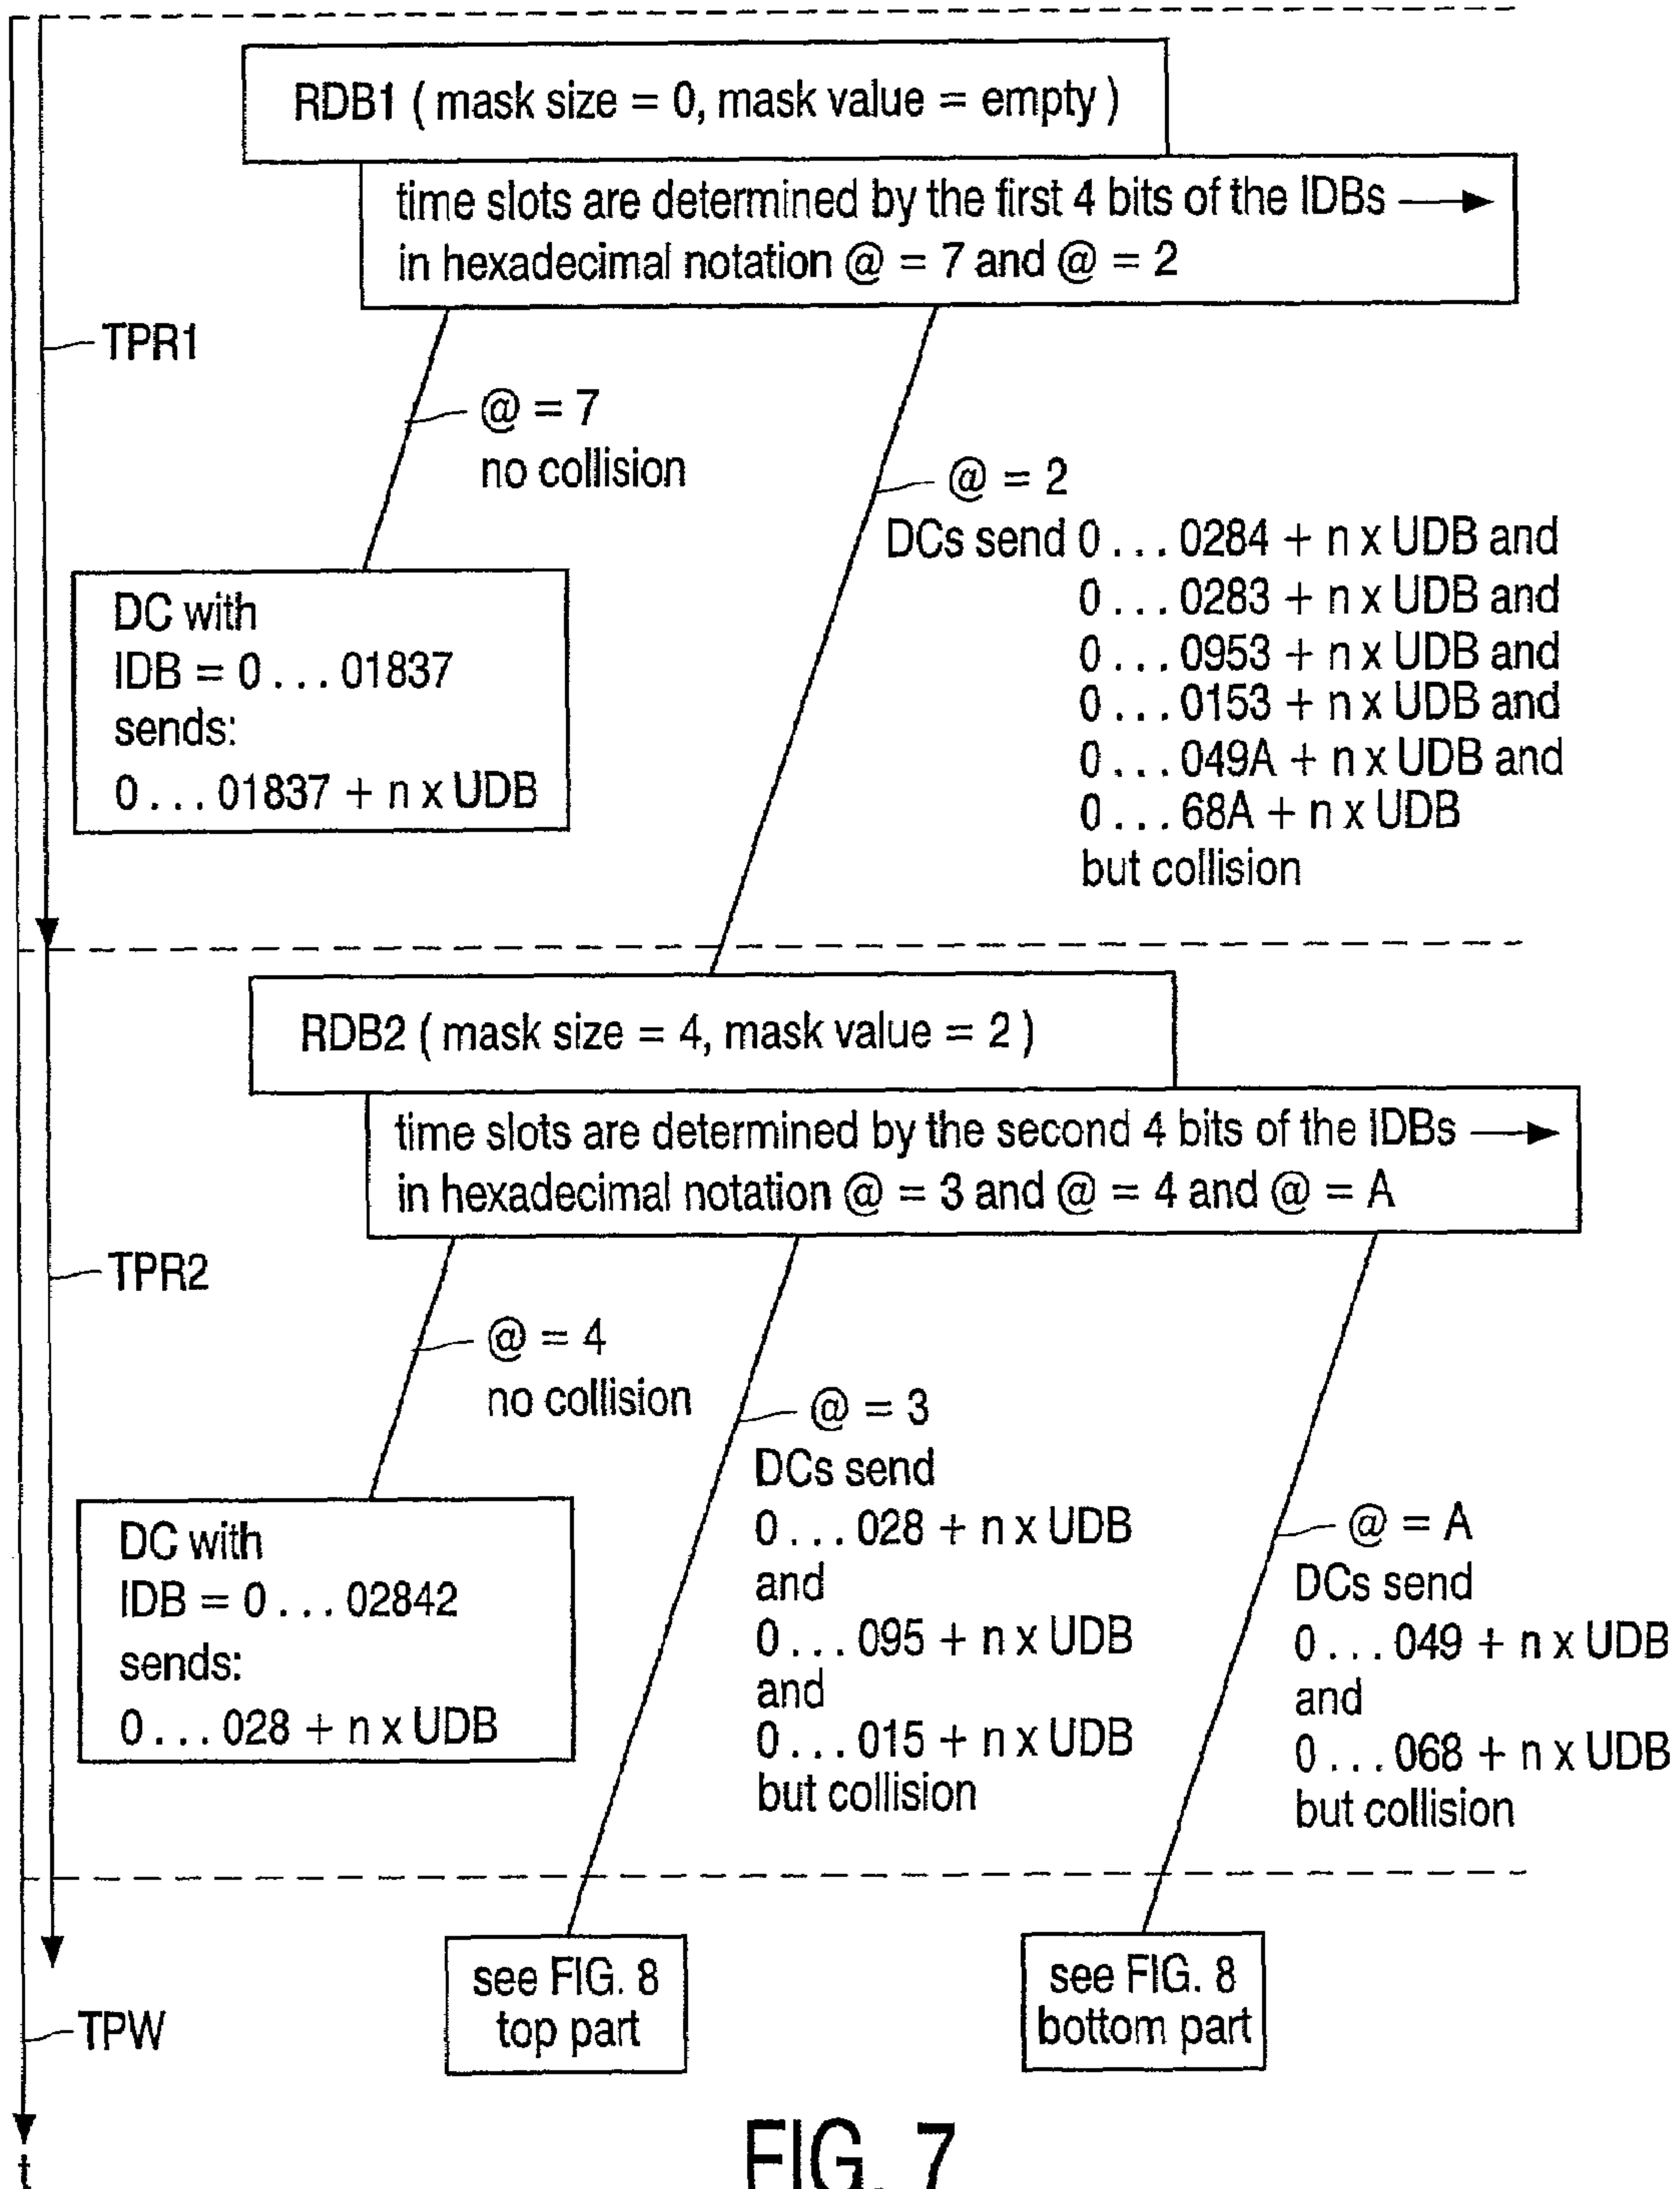 RDB1 ( mask size = 0, mask value = empty )
time slots are determined by the first 4 bits of the IDBs
in hexadecimal notation @ = 7 and @ = 2
TPR1
@ = 7
no collision
@ = 2
DCs send 0 . . . 0284 + n x UDB and
0 . . . 0283 + n x UDB and
0 . . . 0953 + n x UDB and
0 . . . 0153 + n x UDB and
0 . . . 049A + n x UDB and
0 . . . 68A + n x UDB
but collision
DC with
IDB = 0 . . . 01837
sends:
0 . . . 01837 + n x UDB
RDB2 ( mask size = 4, mask value = 2 )
time slots are determined by the second 4 bits of the IDBs
in hexadecimal notation @ = 3 and @ = 4 and @ = A
TPR2
@ = 4
no collision
DC with
IDB = 0 . . . 02842
sends:
0 . . . 028 + n x UDB
@ = 3
DCs send
0 . . . 028 + n x UDB
and
0 . . . 095 + n x UDB
and
0 . . . 015 + n x UDB
but collision
@ = A
DCs send
0 . . . 049 + n x UDB
and
0 . . . 068 + n x UDB
but collision
see FIG. 8
top part
see FIG. 8
bottom part
TPW
t
FIG. 7